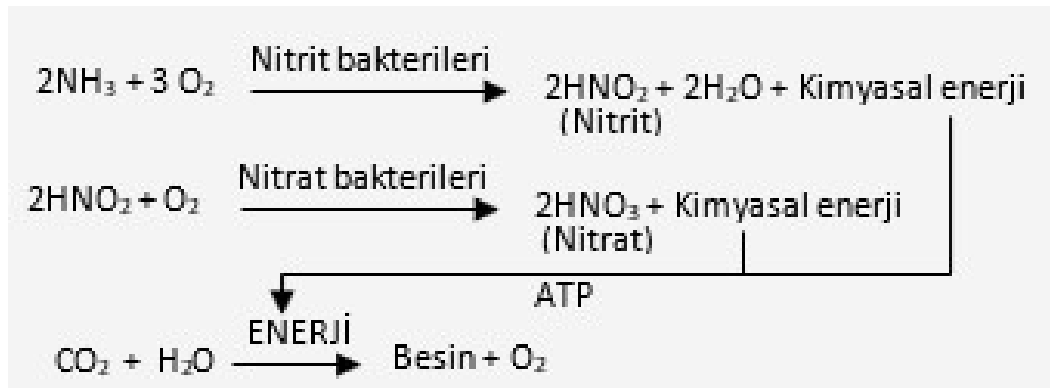 Nitrit bakterileri
2NH₃ + 3 O₂ 2HNO₂ + 2H₂O + Kimyasal enerji
(Nitrit)
Nitrat bakterileri
2HNO₂ + O₂ 2HNO₃ + Kimyasal enerji
(Nitrat)
ATP
ENERJİ
CO₂ + H₂O Besin + O₂